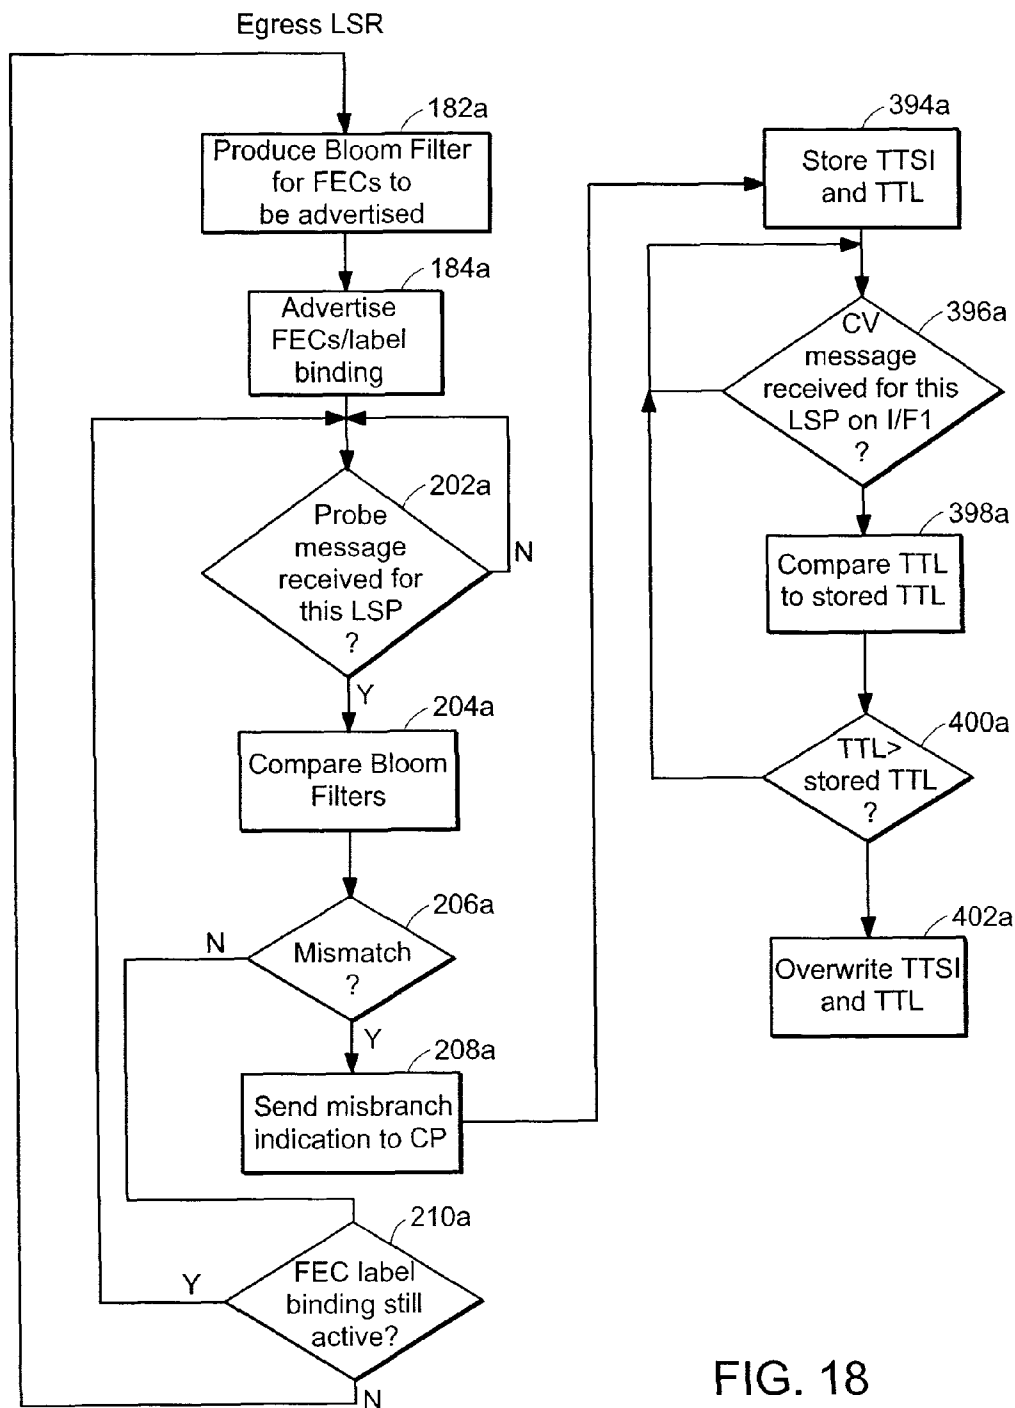 Egress LSR
182a
Produce Bloom Filter
for FECs to
be advertised
184a
Advertise
FECs/label
binding
202a
Probe
message
received for
this LSP
?
N
Y
204a
Compare Bloom
Filters
206a
N
Mismatch
?
Y
208a
Send misbranch
indication to CP
210a
Y
FEC label
binding still
active?
N
394a
Store TTSI
and TTL
396a
CV
message
received for this
LSP on I/F1
?
398a
Compare TTL
to stored TTL
400a
TTL>
stored TTL
?
402a
Overwrite TTSI
and TTL
FIG. 18